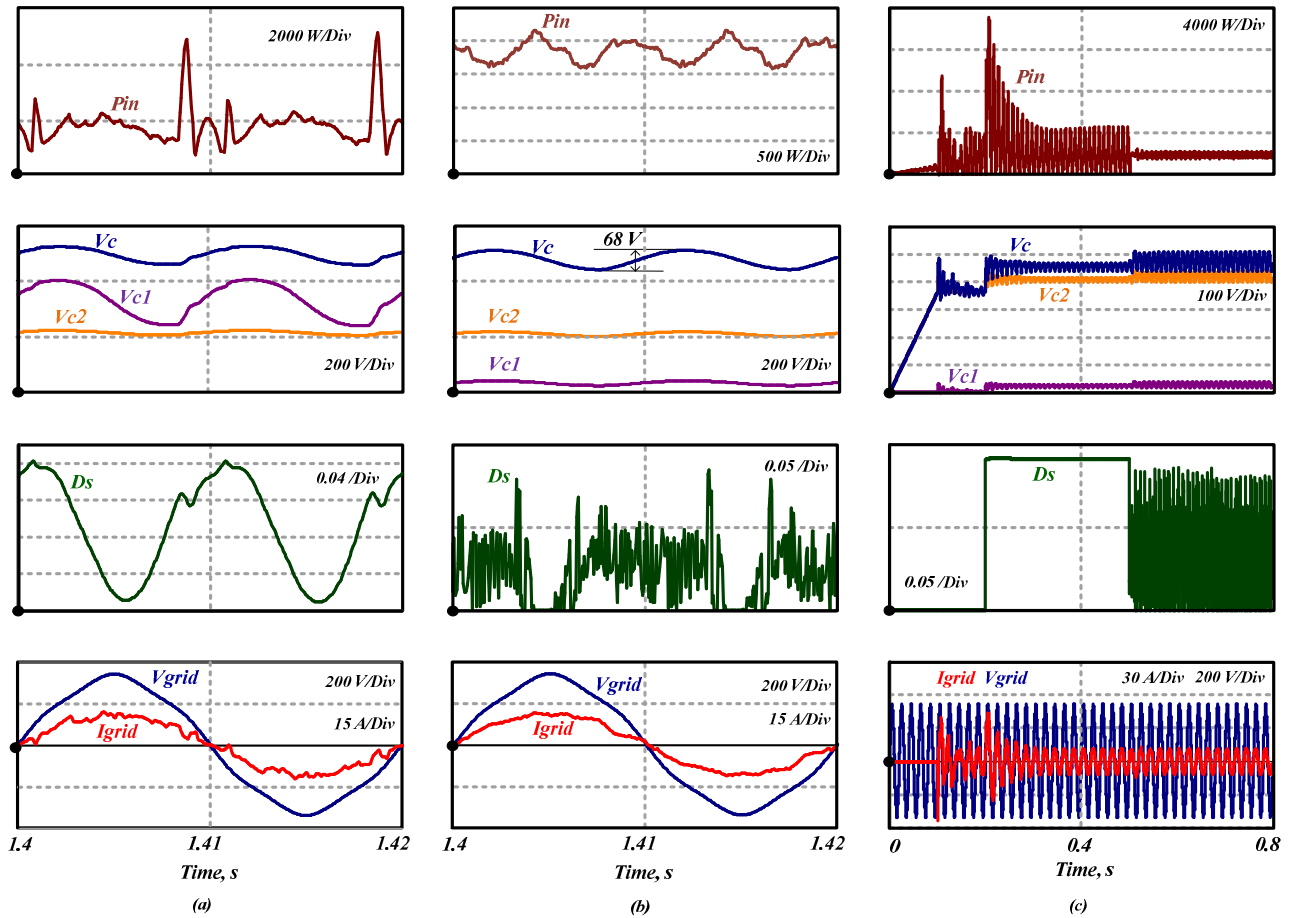 2000 W/Div
Pin
Pin
500 W/Div
4000 W/Div
Pin
Vc
Vc1
Vc2
200 V/Div
68 V
Vc
Vc2
Vc1
200 V/Div
Vc
Vc2
100 V/Div
Vc1
Ds
0.04 /Div
Ds
0.05 /Div
Ds
0.05 /Div
Vgrid
200 V/Div
15 A/Div
Igrid
Vgrid
200 V/Div
15 A/Div
Igrid
Igrid Vgrid
30 A/Div 200 V/Div
1.4 1.41 1.42
Time, s
(a)
1.4 1.41 1.42
Time, s
(b)
0 0.4 0.8
Time, s
(c)